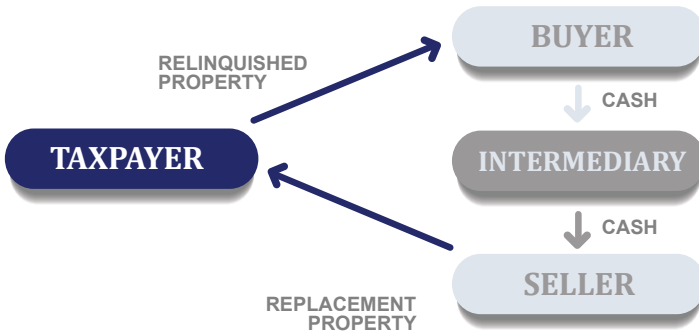 BUYER
RELINQUISHED
PROPERTY
CASH
TAXPAYER
INTERMEDIARY
CASH
SELLER
REPLACEMENT
PROPERTY